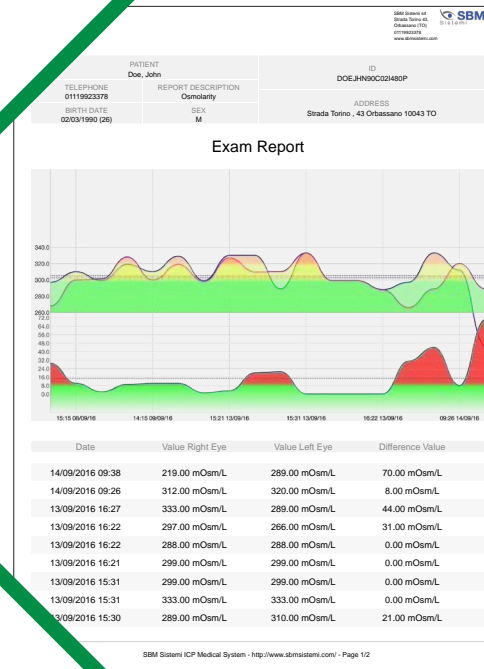 SBM Sistemi srl
Strada Torino 43,
Orbassano (TO)
01119923378
www.sbmsistemi.com
SBM
Sistemi
PATIENT
Doe, John
TELEPHONE
01119923378
REPORT DESCRIPTION
Osmolarity
BIRTH DATE
02/03/1990 (26)
SEX
M
ID
DOEJHN90C02I480P
ADDRESS
Strada Torino , 43 Orbassano 10043 TO
Exam Report
340.0
320.0
300.0
280.0
260.0
72.0
64.0
56.0
48.0
40.0
32.0
24.0
16.0
8.0
0.0
15:15 08/09/16 14:15 09/09/16 15:21 13/09/16 15:31 13/09/16 16:22 13/09/16 09:26 14/09/16
Date Value Right Eye Value Left Eye Difference Value
14/09/2016 09:38 219.00 mOsm/L 289.00 mOsm/L 70.00 mOsm/L
14/09/2016 09:26 312.00 mOsm/L 320.00 mOsm/L 8.00 mOsm/L
13/09/2016 16:27 333.00 mOsm/L 289.00 mOsm/L 44.00 mOsm/L
13/09/2016 16:22 297.00 mOsm/L 266.00 mOsm/L 31.00 mOsm/L
13/09/2016 16:22 288.00 mOsm/L 288.00 mOsm/L 0.00 mOsm/L
13/09/2016 16:21 299.00 mOsm/L 299.00 mOsm/L 0.00 mOsm/L
13/09/2016 15:31 299.00 mOsm/L 299.00 mOsm/L 0.00 mOsm/L
13/09/2016 15:31 333.00 mOsm/L 333.00 mOsm/L 0.00 mOsm/L
3/09/2016 15:30 289.00 mOsm/L 310.00 mOsm/L 21.00 mOsm/L
SBM Sistemi ICP Medical System - http://www.sbmsistemi.com/ - Page 1/2